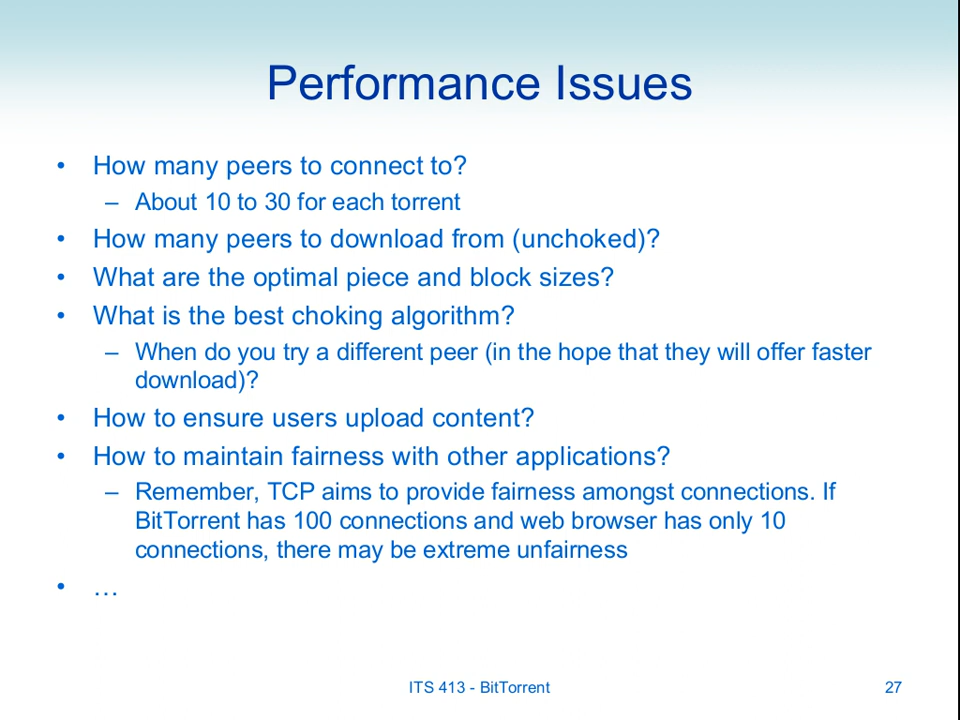 Performance Issues
• How many peers to connect to?
– About 10 to 30 for each torrent
• How many peers to download from (unchoked)?
• What are the optimal piece and block sizes?
• What is the best choking algorithm?
– When do you try a different peer (in the hope that they will offer faster
download)?
• How to ensure users upload content?
• How to maintain fairness with other applications?
– Remember, TCP aims to provide fairness amongst connections. If
BitTorrent has 100 connections and web browser has only 10
connections, there may be extreme unfairness
• …
ITS 413 - BitTorrent 27